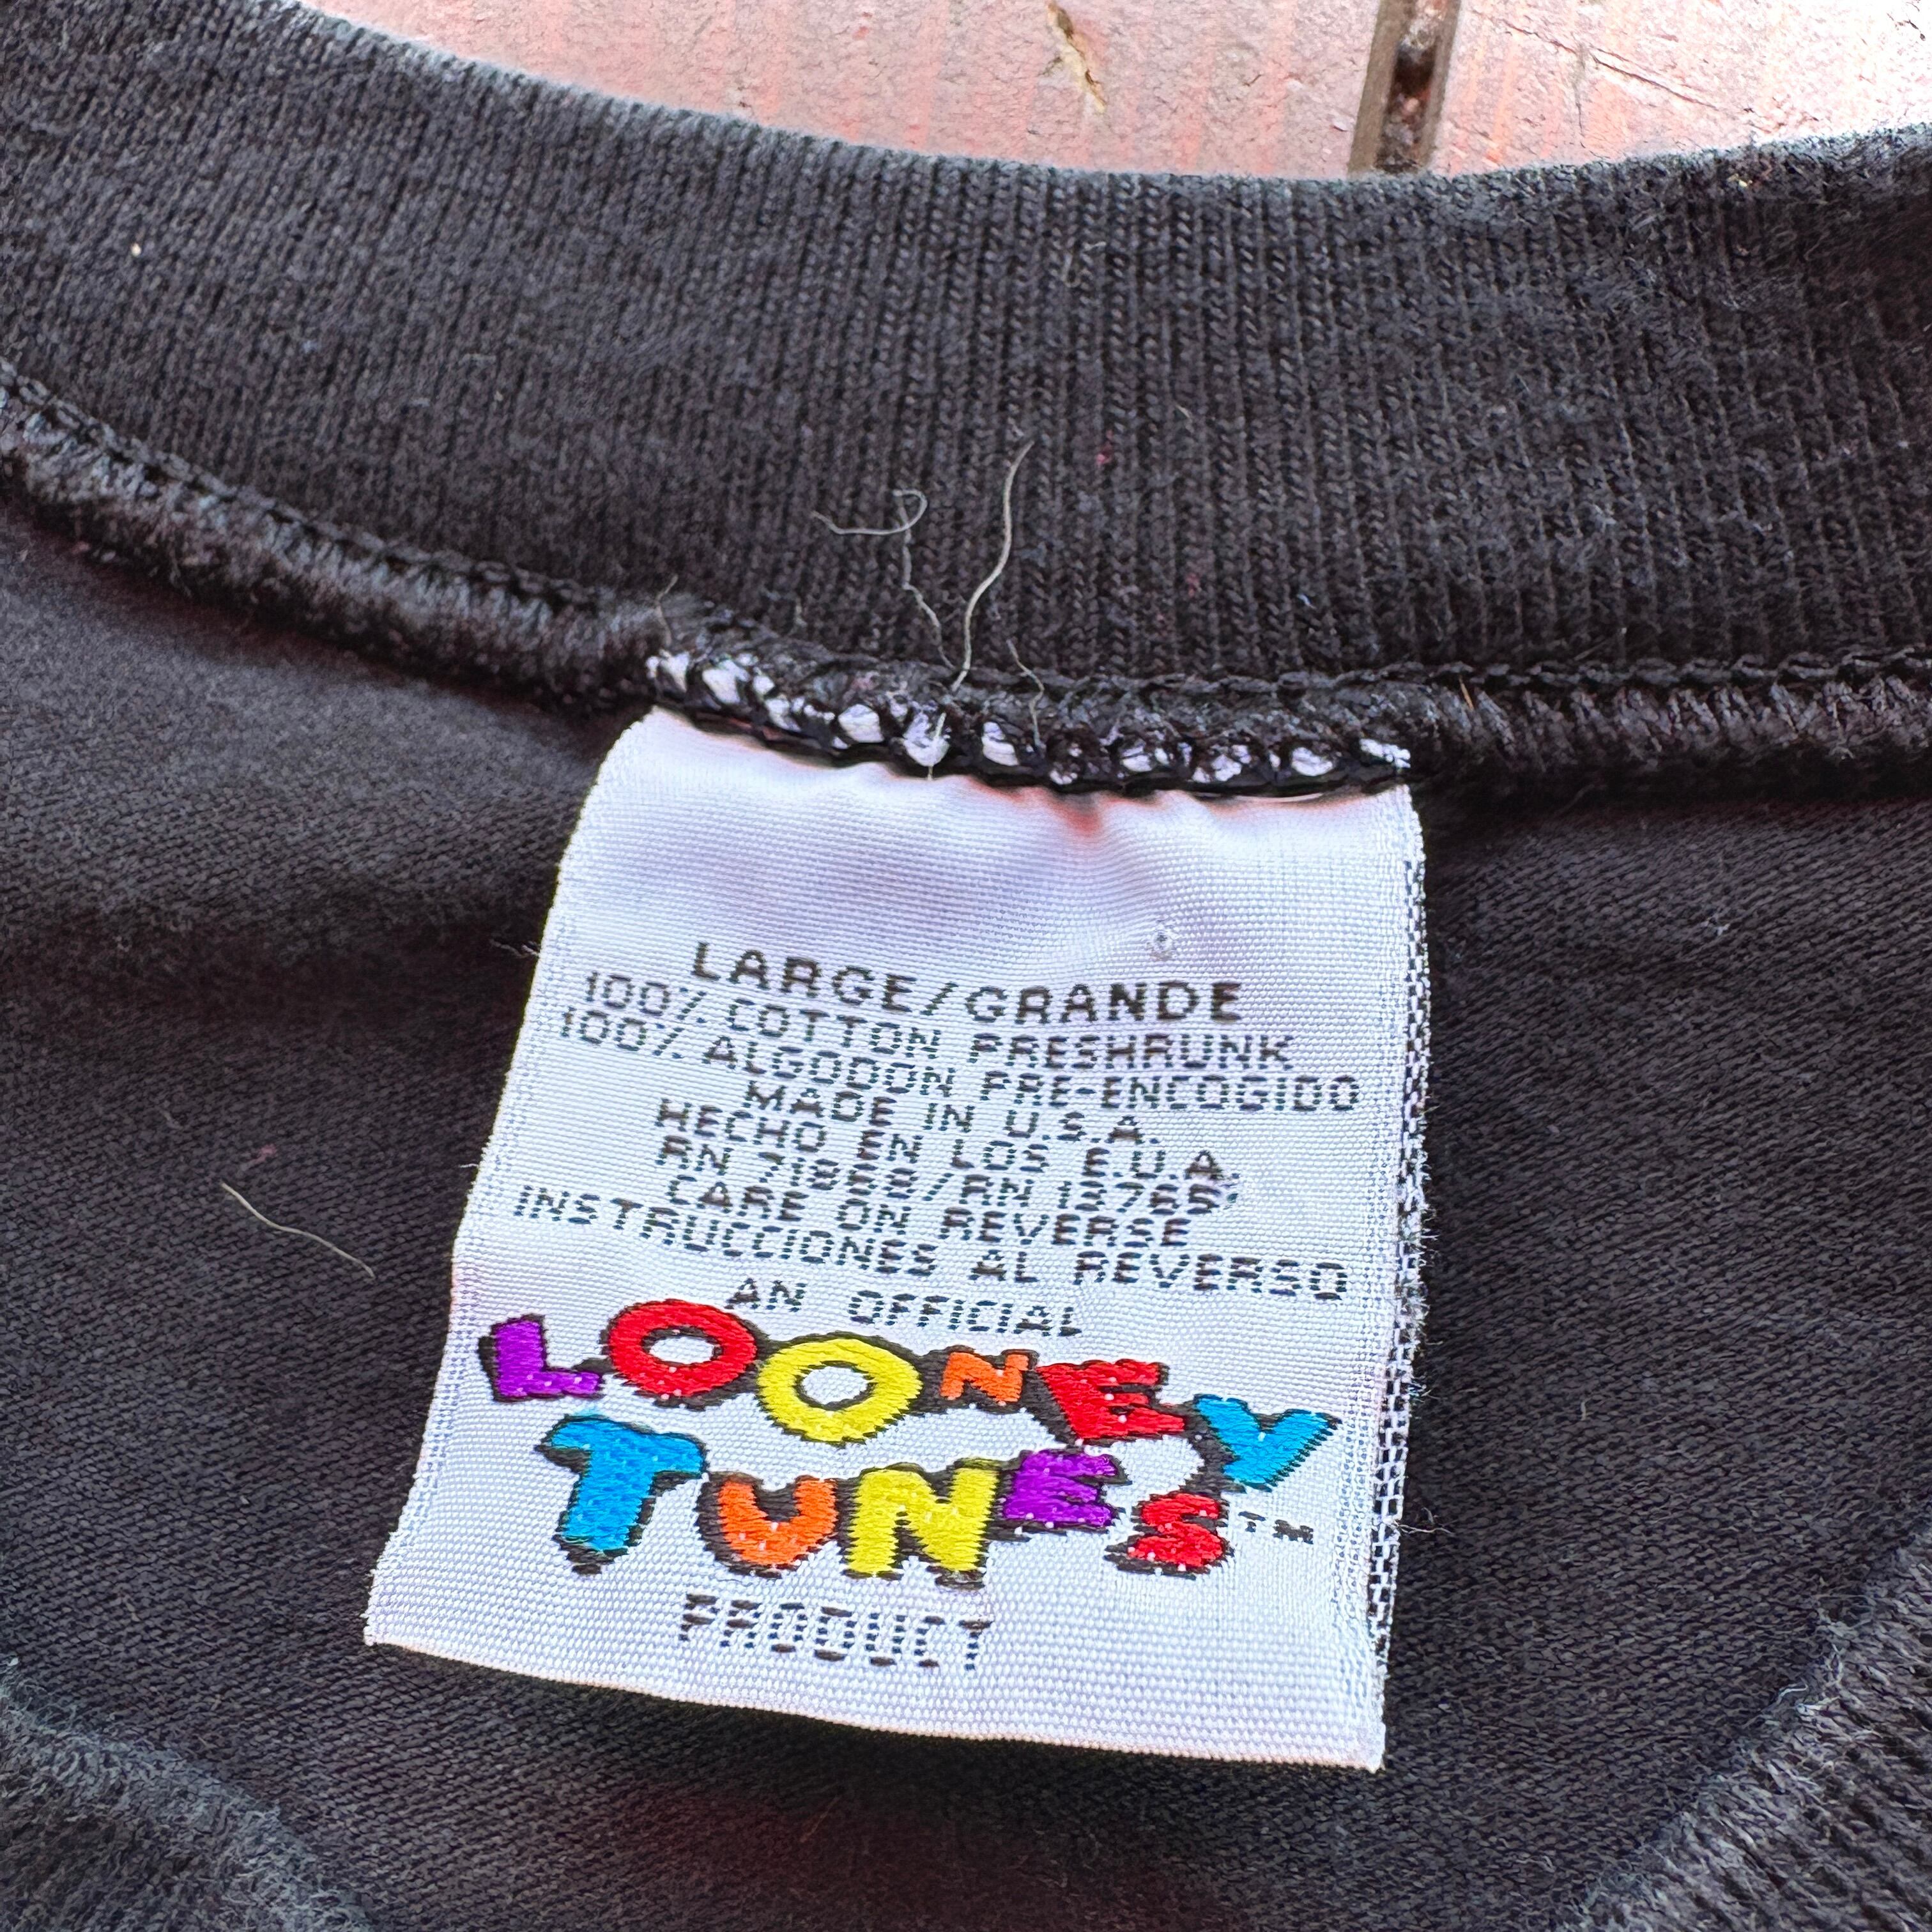 LARGE/GRANDE
100% COTTON PRESHRUNK
100% ALGODON PRE-ENCOGIDO
MADE IN U.S.A.
HECHO EN LOS E.U.A.
RN 71868/RN 13765
CARE ON REVERSE
INSTRUCCIONES AL REVERSO
AN OFFICIAL
LOONEY
TUNES™
PRODUCT